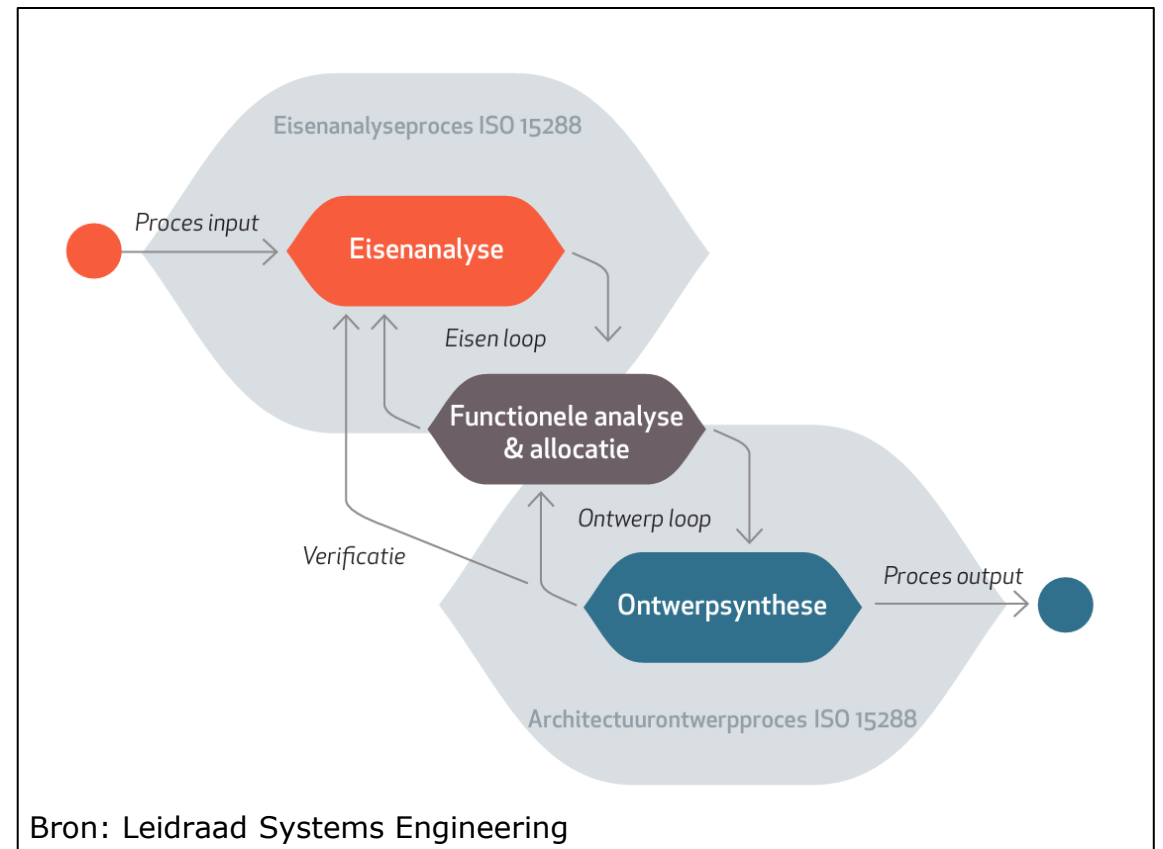 Eisenanalyseproces ISO 15288
Proces input
Eisenanalyse
Eisen loop
Functionele analyse
& allocatie
Ontwerp loop
Verificatie
Proces output
Ontwerpsynthese
Architectuurontwerpproces ISO 15288
Bron: Leidraad Systems Engineering